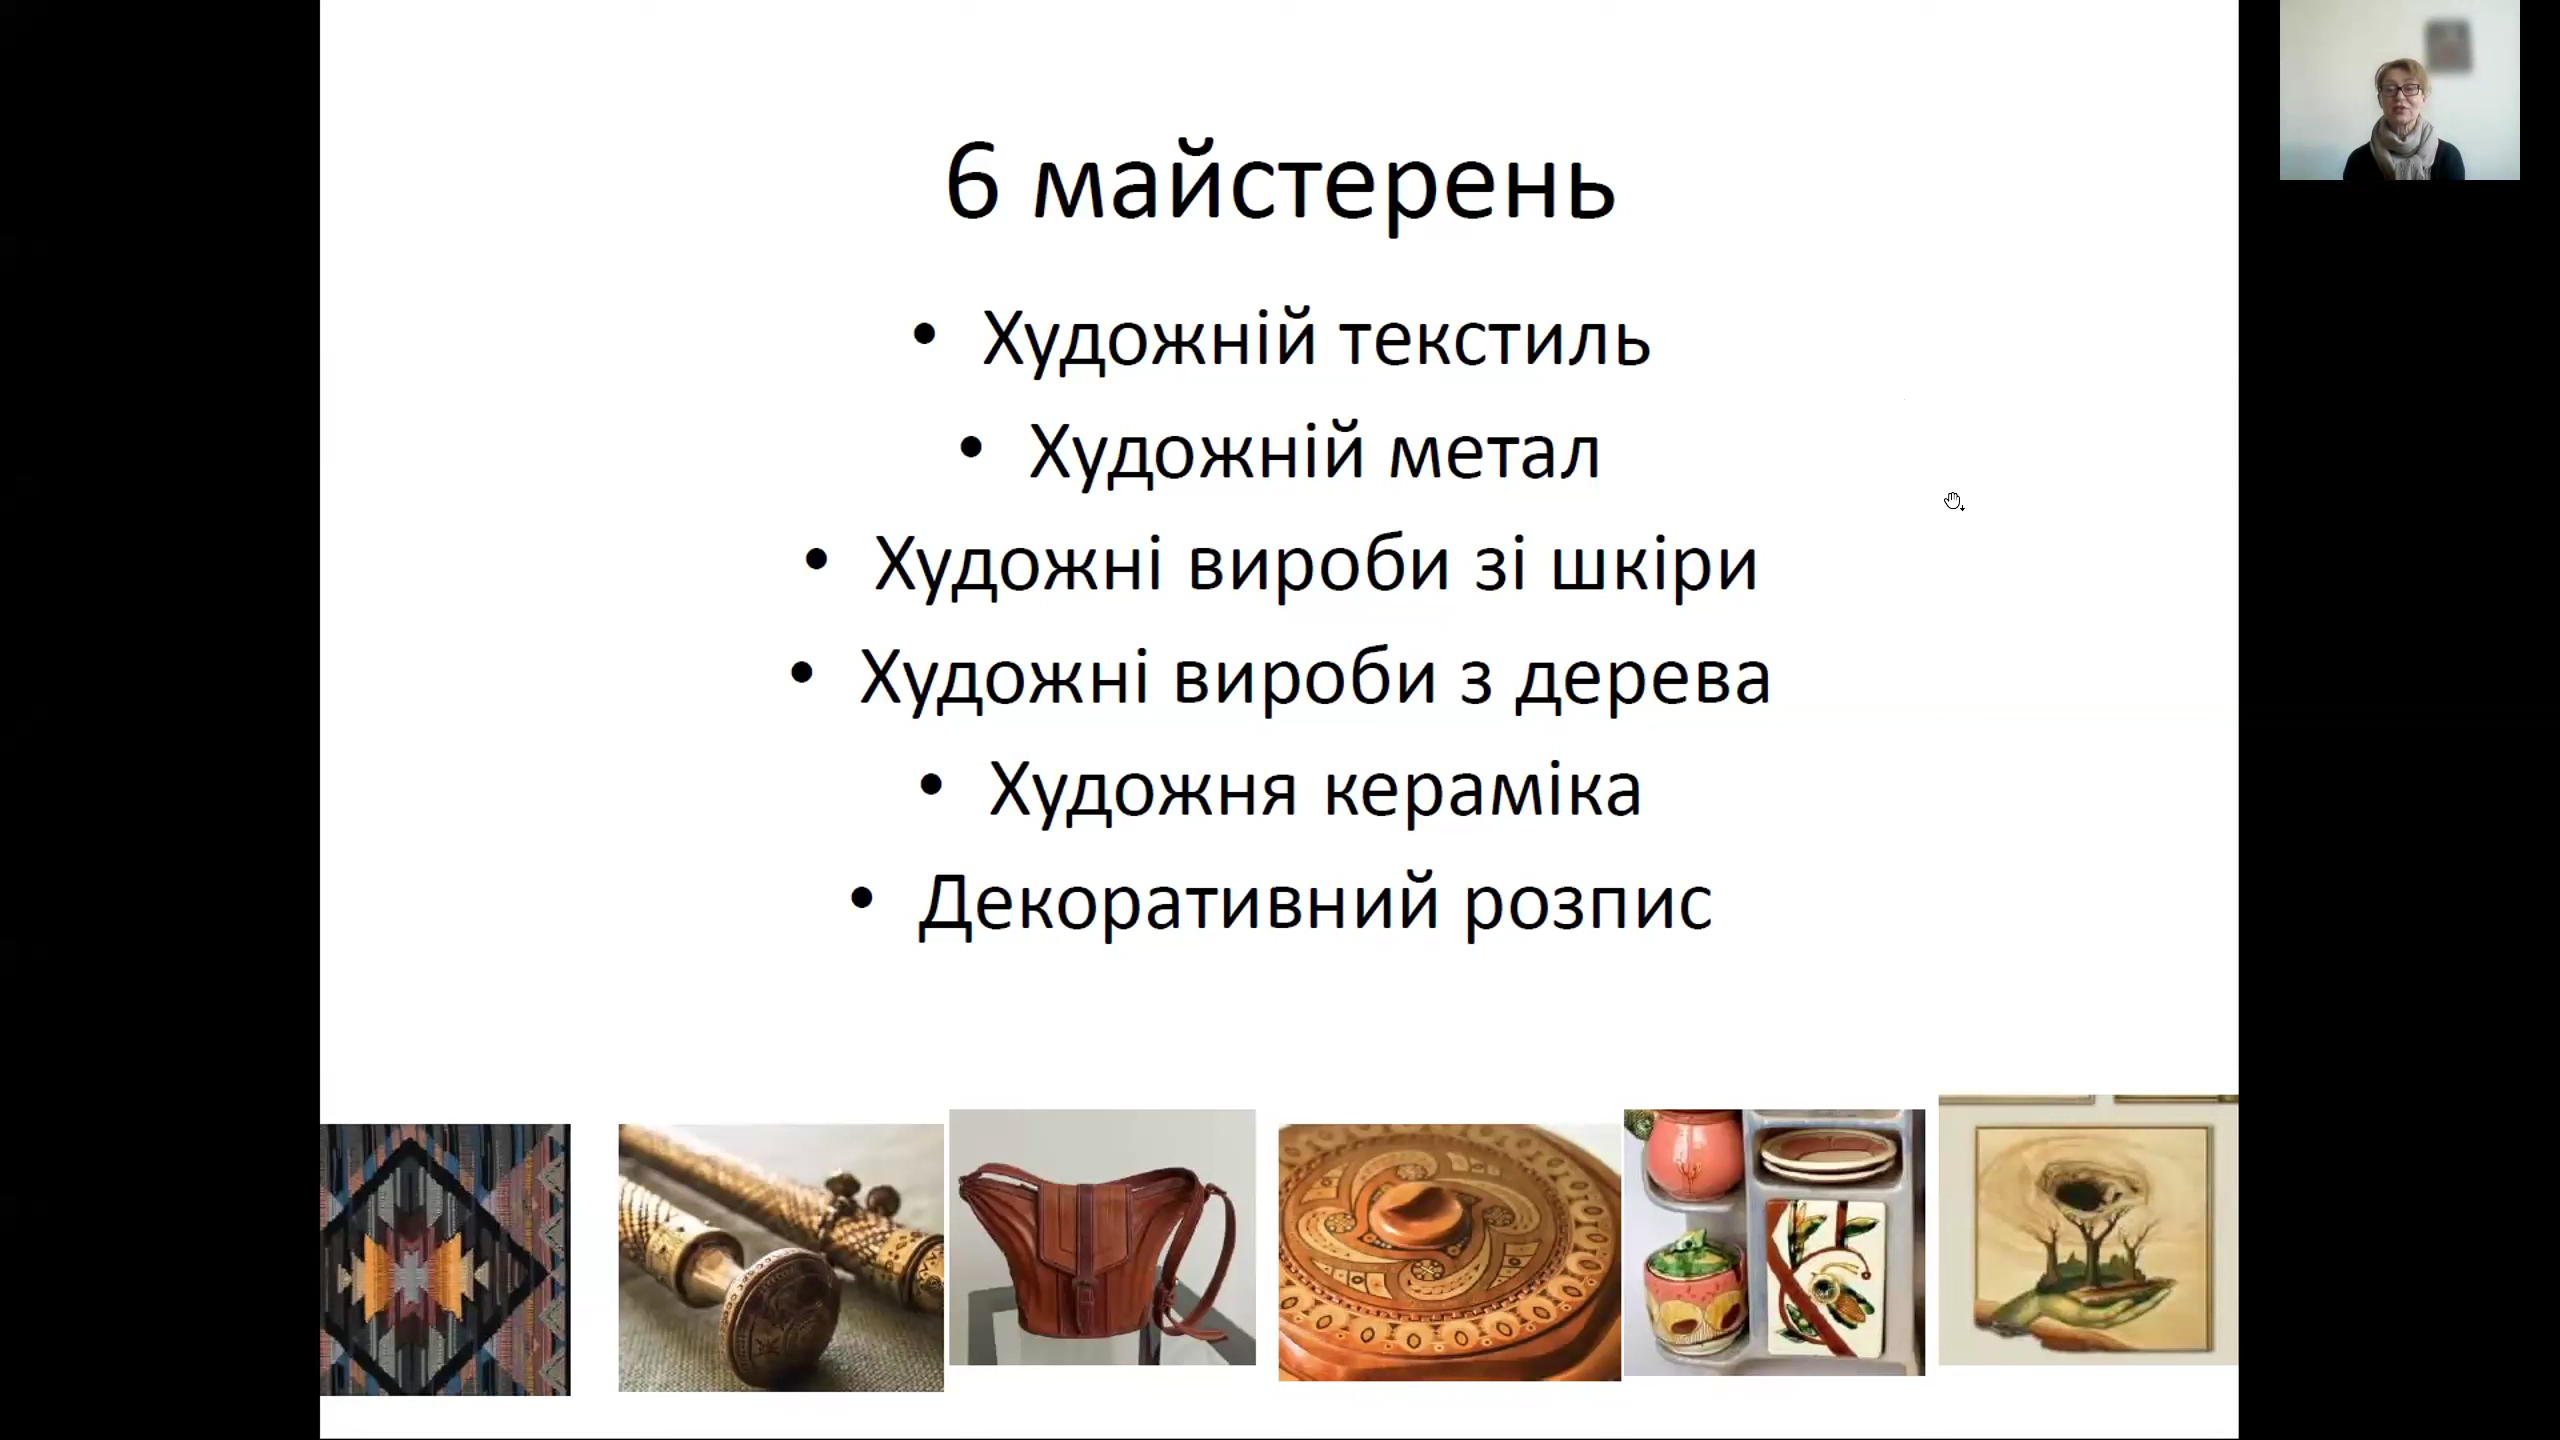 6 майстерень
• Художній текстиль
• Художній метал
• Художні вироби зі шкіри
• Художні вироби з дерева
• Художня кераміка
• Декоративний розпис